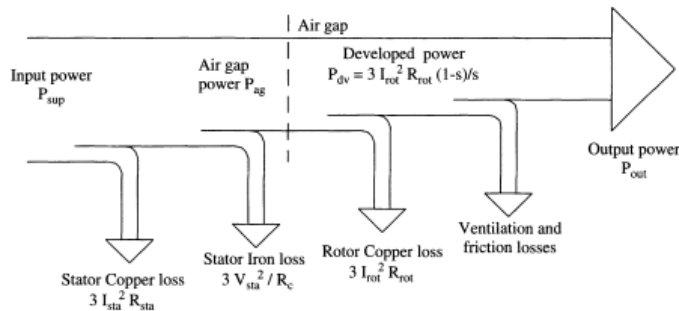 Air gap
Input power
P_sup
Air gap
power P_ag
Developed power
P_dv = 3 I_rot^2 R_rot (1-s)/s
Output power
P_out
Stator Copper loss
3 I_sta^2 R_sta
Stator Iron loss
3 V_sta^2 / R_c
Rotor Copper loss
3 I_rot^2 R_rot
Ventilation and
friction losses